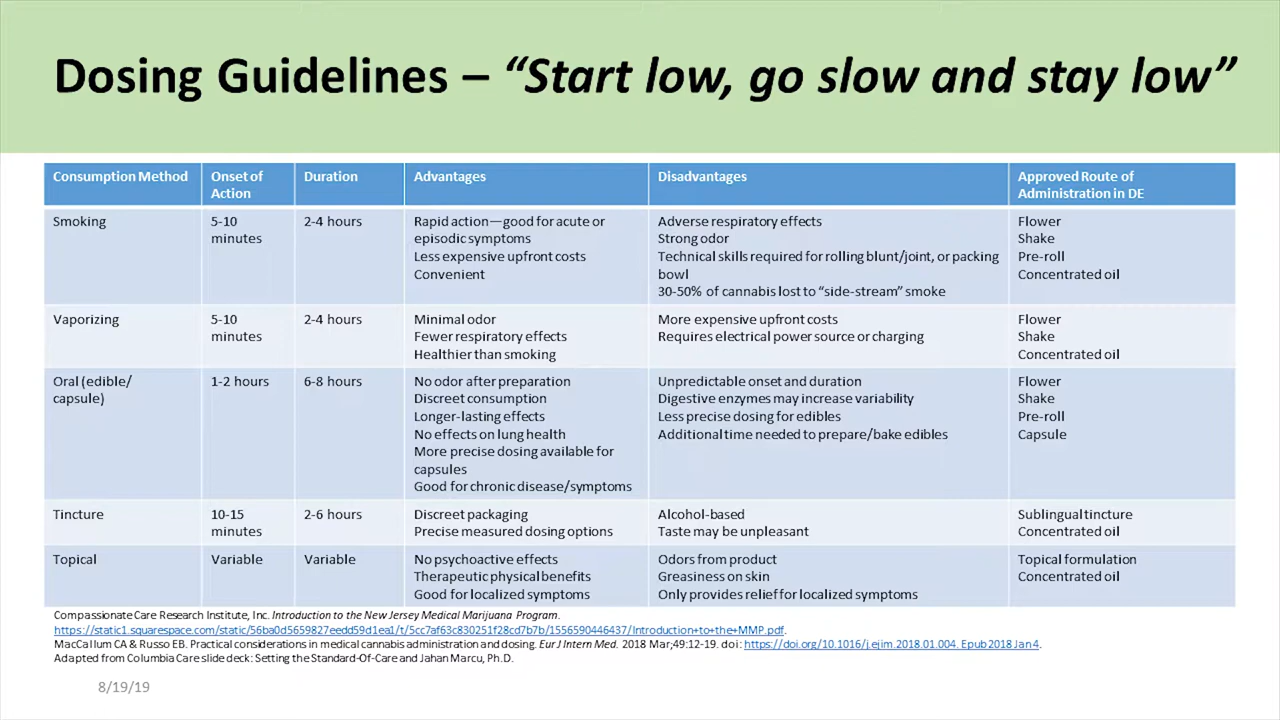 Dosing Guidelines – “Start low, go slow and stay low”
Consumption Method
Onset of
Action
Duration
Advantages
Disadvantages
Approved Route of
Administration in DE
Smoking
5-10
minutes
2-4 hours
Rapid action—good for acute or
episodic symptoms
Less expensive upfront costs
Convenient
Adverse respiratory effects
Strong odor
Technical skills required for rolling blunt/joint, or packing
bowl
30-50% of cannabis lost to “side-stream” smoke
Flower
Shake
Pre-roll
Concentrated oil
Vaporizing
5-10
minutes
2-4 hours
Minimal odor
Fewer respiratory effects
Healthier than smoking
More expensive upfront costs
Requires electrical power source or charging
Flower
Shake
Concentrated oil
Oral (edible/
capsule)
1-2 hours
6-8 hours
No odor after preparation
Discreet consumption
Longer-lasting effects
No effects on lung health
More precise dosing available for
capsules
Good for chronic disease/symptoms
Unpredictable onset and duration
Digestive enzymes may increase variability
Less precise dosing for edibles
Additional time needed to prepare/bake edibles
Flower
Shake
Pre-roll
Capsule
Tincture
10-15
minutes
2-6 hours
Discreet packaging
Precise measured dosing options
Alcohol-based
Taste may be unpleasant
Sublingual tincture
Concentrated oil
Topical
Variable
Variable
No psychoactive effects
Therapeutic physical benefits
Good for localized symptoms
Odors from product
Greasiness on skin
Only provides relief for localized symptoms
Topical formulation
Concentrated oil
Compassionate Care Research Institute, Inc. Introduction to the New Jersey Medical Marijuana Program.
https://static1.squarespace.com/static/56ba0d5659827eedd59d1ea1/t/5cc7af63c830251f28cd7b7b/1556590446437/Introduction+to+the+MMP.pdf.
MacCallum CA & Russo EB. Practical considerations in medical cannabis administration and dosing. Eur J Intern Med. 2018 Mar;49:12-19. doi: https://doi.org/10.1016/j.ejim.2018.01.004. Epub 2018 Jan 4.
Adapted from Columbia Care slide deck: Setting the Standard-Of-Care and Jahan Marcu, Ph.D.
8/19/19